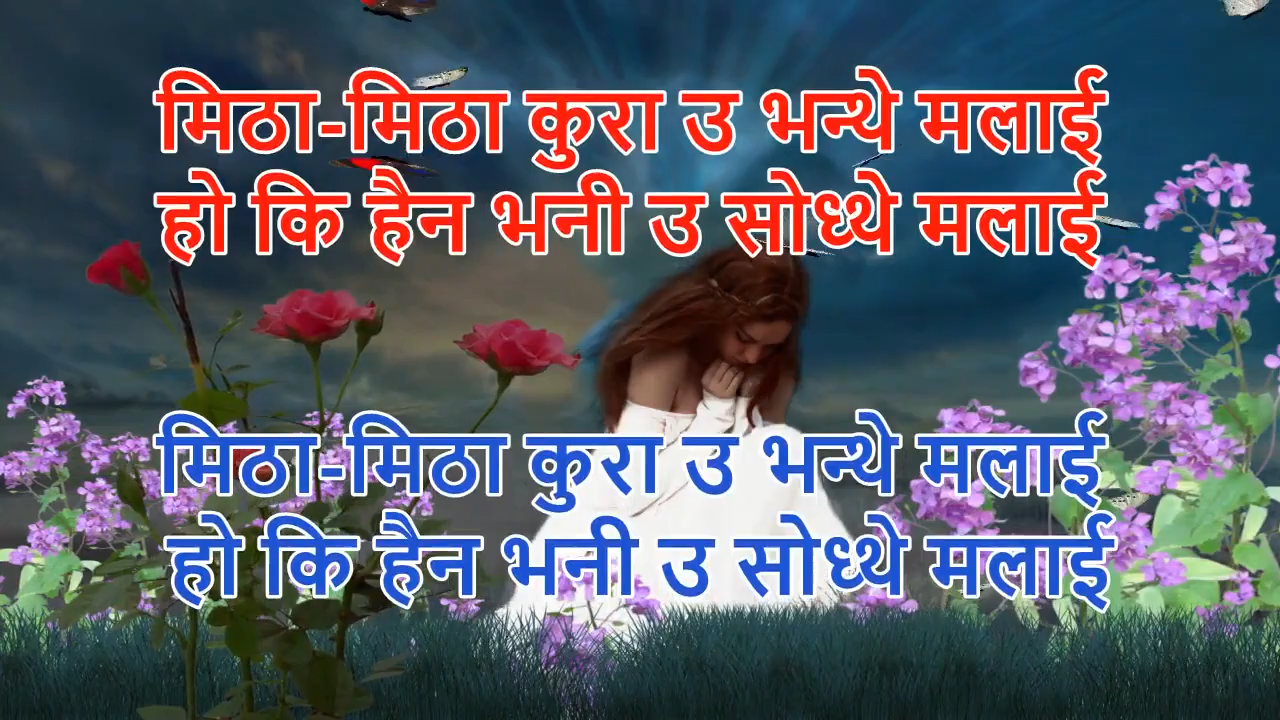 मिठा-मिठा कुरा उ भन्थे मलाई
हो कि हैन भनी उ सोध्थे मलाई
मिठा-मिठा कुरा उ भन्थे मलाई
हो कि हैन भनी उ सोध्थे मलाई